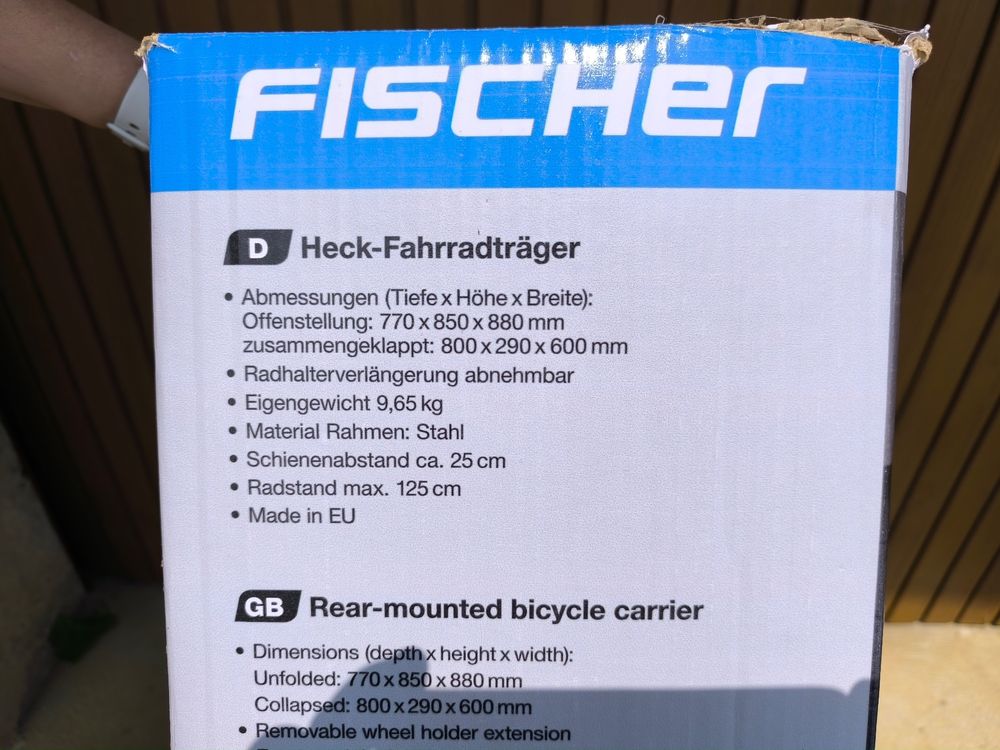 FISCHer
D Heck-Fahrradträger
• Abmessungen (Tiefe x Höhe x Breite):
Offenstellung: 770 x 850 x 880 mm
zusammengeklappt: 800 x 290 x 600 mm
• Radhalterverlängerung abnehmbar
• Eigengewicht 9,65 kg
• Material Rahmen: Stahl
• Schienenabstand ca. 25 cm
• Radstand max. 125 cm
• Made in EU
GB Rear-mounted bicycle carrier
• Dimensions (depth x height x width):
Unfolded: 770 x 850 x 880 mm
Collapsed: 800 x 290 x 600 mm
• Removable wheel holder extension